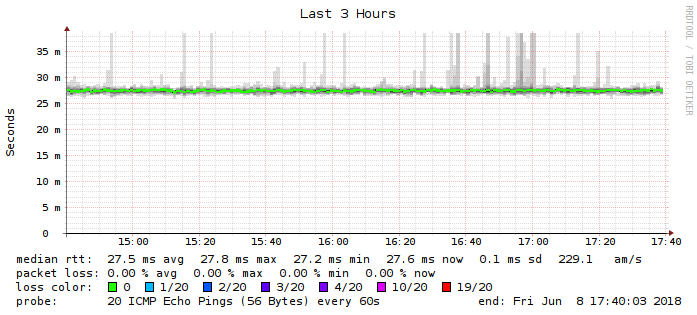 Last 3 Hours
RRDTOOL / TOBI OETIKER
Seconds
35 m
30 m
25 m
20 m
15 m
10 m
5 m
0
15:00 15:20 15:40 16:00 16:20 16:40 17:00 17:20 17:40
median rtt: 27.5 ms avg 27.8 ms max 27.2 ms min 27.6 ms now 0.1 ms sd 229.1 am/s
packet loss: 0.00 % avg 0.00 % max 0.00 % min 0.00 % now
loss color: 0 1/20 2/20 3/20 4/20 10/20 19/20
probe: 20 ICMP Echo Pings (56 Bytes) every 60s end: Fri Jun 8 17:40:03 2018